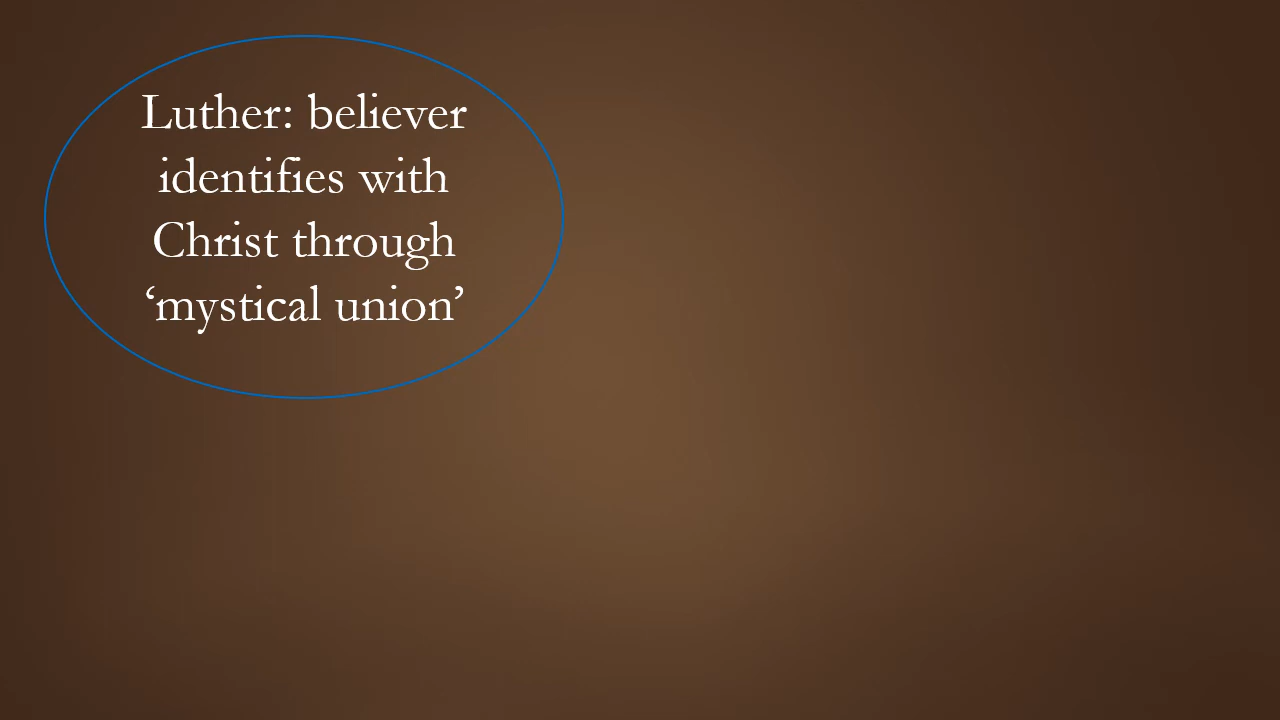 Luther: believer
identifies with
Christ through
‘mystical union’